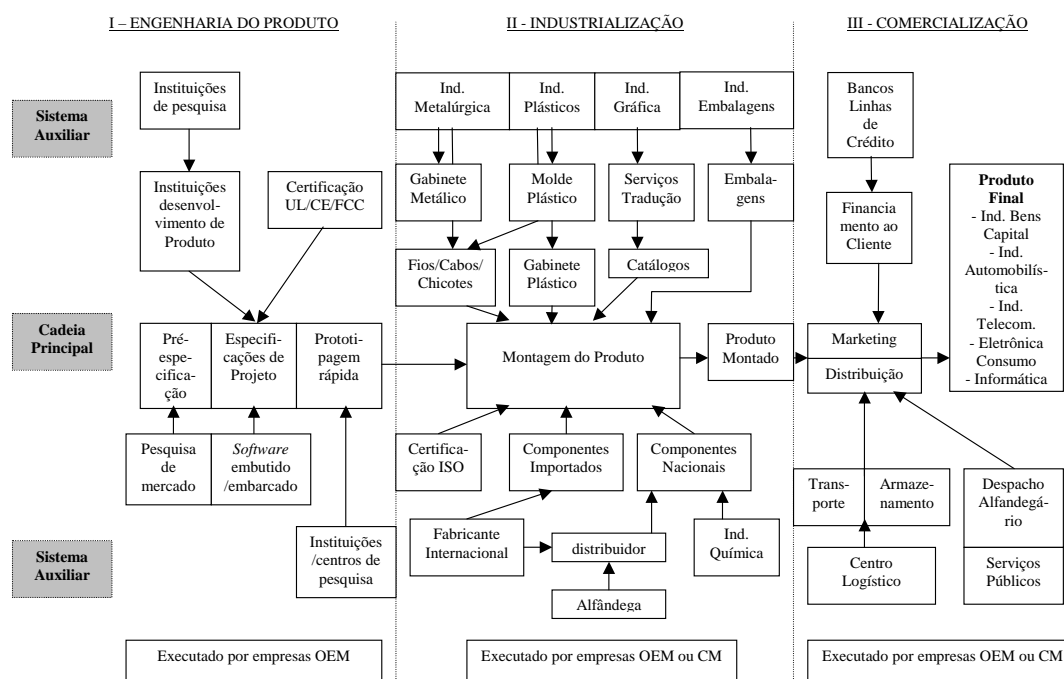 I – ENGENHARIA DO PRODUTO
II - INDUSTRIALIZAÇÃO
III - COMERCIALIZAÇÃO
Sistema
Auxiliar
Instituições
de pesquisa
Instituições
desenvol-
vimento de
Produto
Certificação
UL/CE/FCC
Ind.
Metalúrgica
Ind.
Plásticos
Ind.
Gráfica
Ind.
Embalagens
Gabinete
Metálico
Molde
Plástico
Serviços
Tradução
Embala-
gens
Fios/Cabos/
Chicotes
Gabinete
Plástico
Catálogos
Bancos
Linhas
de
Crédito
Financia
mento ao
Cliente
Produto
Final
- Ind. Bens
Capital
- Ind.
Automobilís-
tica
- Ind.
Telecom.
- Eletrônica
Consumo
- Informática
Cadeia
Principal
Pré-
espe-
cifica-
ção
Especifi-
cações de
Projeto
Prototi-
pagem
rápida
Montagem do Produto
Produto
Montado
Marketing
Distribuição
Pesquisa
de
mercado
Software
embutido
/embarcado
Instituições
/centros de
pesquisa
Certifica-
ção ISO
Componentes
Importados
Componentes
Nacionais
Fabricante
Internacional
distribuidor
Alfândega
Ind.
Química
Trans-
porte
Armaze-
namento
Centro
Logístico
Despacho
Alfandegá-
rio
Serviços
Públicos
Sistema
Auxiliar
Executado por empresas OEM
Executado por empresas OEM ou CM
Executado por empresas OEM ou CM